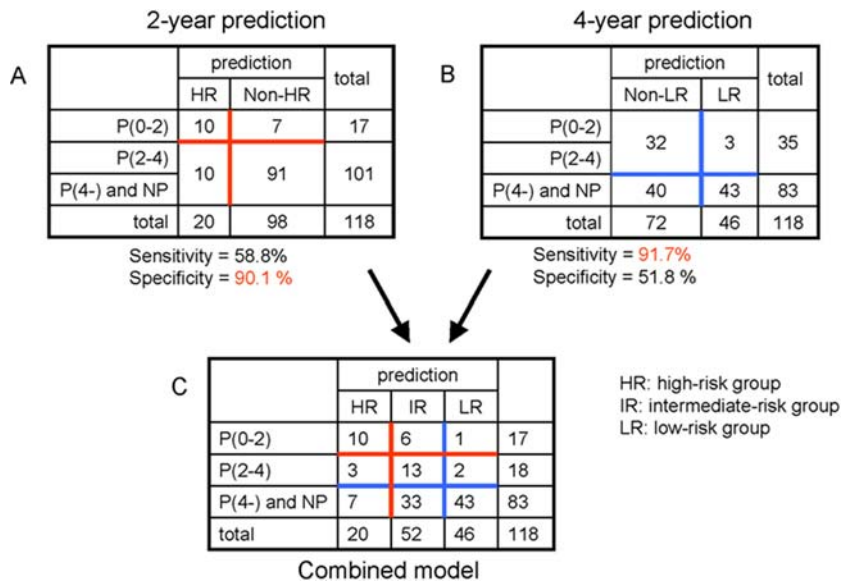 2-year prediction
4-year prediction
A
prediction
total
HR Non-HR
P(0-2) 10 7 17
P(2-4) 10 91 101
P(4-) and NP
total 20 98 118
Sensitivity = 58.8%
Specificity = 90.1 %
B
prediction
total
Non-LR LR
P(0-2) 32 3 35
P(2-4)
P(4-) and NP 40 43 83
total 72 46 118
Sensitivity = 91.7%
Specificity = 51.8 %
C
prediction
HR IR LR
P(0-2) 10 6 1 17
P(2-4) 3 13 2 18
P(4-) and NP 7 33 43 83
total 20 52 46 118
Combined model
HR: high-risk group
IR: intermediate-risk group
LR: low-risk group